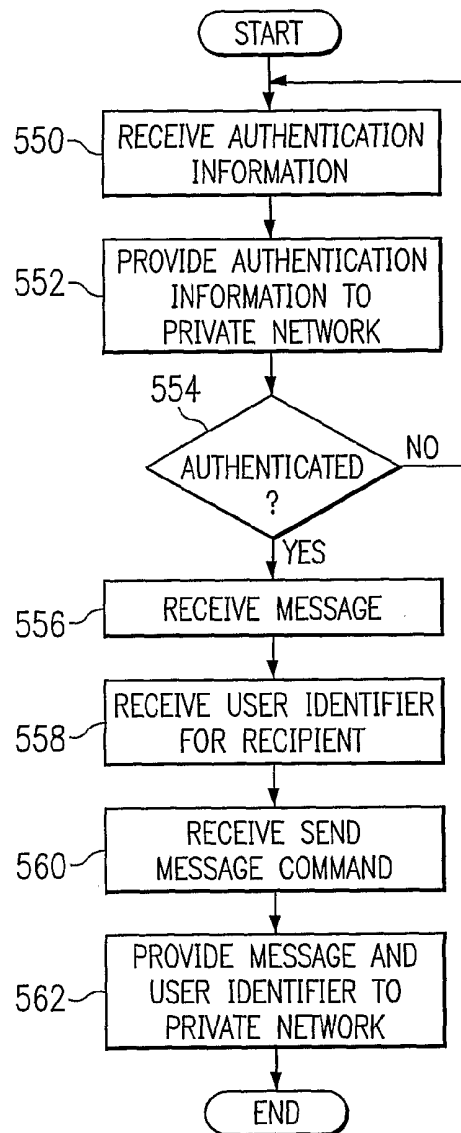 START
550
RECEIVE AUTHENTICATION
INFORMATION
552
PROVIDE AUTHENTICATION
INFORMATION TO
PRIVATE NETWORK
554
AUTHENTICATED
?
NO
YES
556
RECEIVE MESSAGE
558
RECEIVE USER IDENTIFIER
FOR RECIPIENT
560
RECEIVE SEND
MESSAGE COMMAND
562
PROVIDE MESSAGE AND
USER IDENTIFIER TO
PRIVATE NETWORK
END